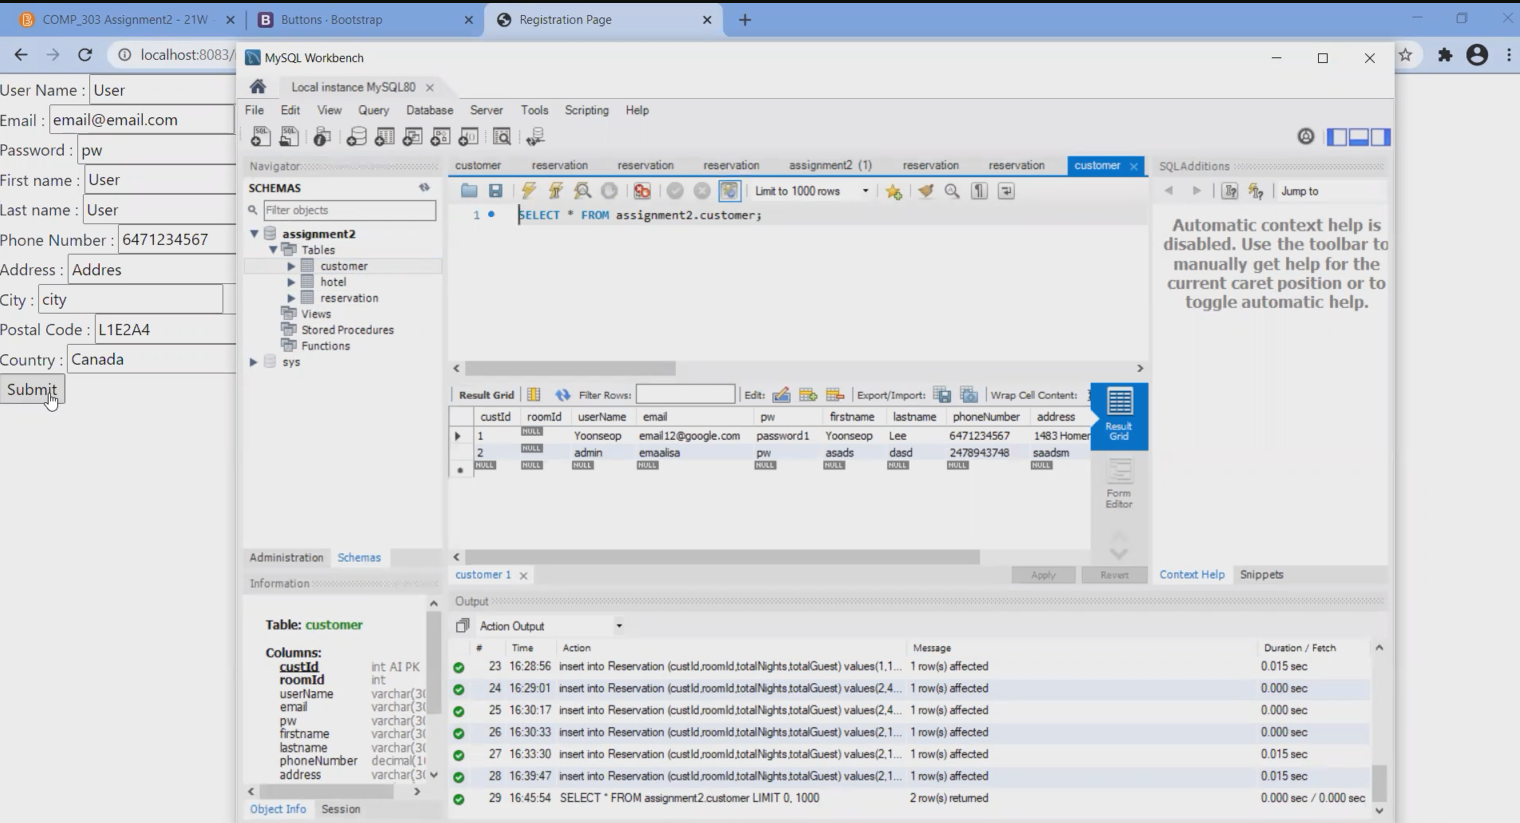 COMP_303 Assignment2 - 21W
Buttons · Bootstrap
Registration Page
localhost:8083/
User Name : User
Email : email@email.com
Password : pw
First name : User
Last name : User
Phone Number : 6471234567
Address : Addres
City : city
Postal Code : L1E2A4
Country : Canada
Submit
MySQL Workbench
Local instance MySQL80
File Edit View Query Database Server Tools Scripting Help
Navigator
SCHEMAS
Filter objects
assignment2
Tables
customer
hotel
reservation
Views
Stored Procedures
Functions
sys
Administration Schemas
Information
Table: customer
Columns:
custId int AI PK
roomId int
userName varchar(30
email varchar(30
pw varchar(30
firstname varchar(30
lastname varchar(30
phoneNumber decimal(10
address varchar(30
Object Info Session
customer reservation reservation reservation assignment2 (1) reservation reservation customer
Limit to 1000 rows
1 SELECT * FROM assignment2.customer;
Result Grid Filter Rows: Edit: Export/Import: Wrap Cell Content:
custId roomId userName email pw firstname lastname phoneNumber address
1 NULL Yoonseop email12@google.com password1 Yoonseop Lee 6471234567 1483 Homer
2 NULL admin emaalisa pw asads dasd 2478943748 saadsm
NULL NULL NULL NULL NULL NULL NULL NULL NULL
Result
Grid
Form
Editor
customer 1
Apply Revert
Output
Action Output
# Time Action Message Duration / Fetch
23 16:28:56 insert into Reservation (custId,roomId,totalNights,totalGuest) values(1,1... 1 row(s) affected 0.015 sec
24 16:29:01 insert into Reservation (custId,roomId,totalNights,totalGuest) values(2,4... 1 row(s) affected 0.000 sec
25 16:30:17 insert into Reservation (custId,roomId,totalNights,totalGuest) values(2,4... 1 row(s) affected 0.000 sec
26 16:30:33 insert into Reservation (custId,roomId,totalNights,totalGuest) values(2,1... 1 row(s) affected 0.000 sec
27 16:33:30 insert into Reservation (custId,roomId,totalNights,totalGuest) values(2,1... 1 row(s) affected 0.015 sec
28 16:39:47 insert into Reservation (custId,roomId,totalNights,totalGuest) values(2,1... 1 row(s) affected 0.015 sec
29 16:45:54 SELECT * FROM assignment2.customer LIMIT 0, 1000 2 row(s) returned 0.000 sec / 0.000 sec
SQLAdditions
Jump to
Automatic context help is
disabled. Use the toolbar to
manually get help for the
current caret position or to
toggle automatic help.
Context Help Snippets